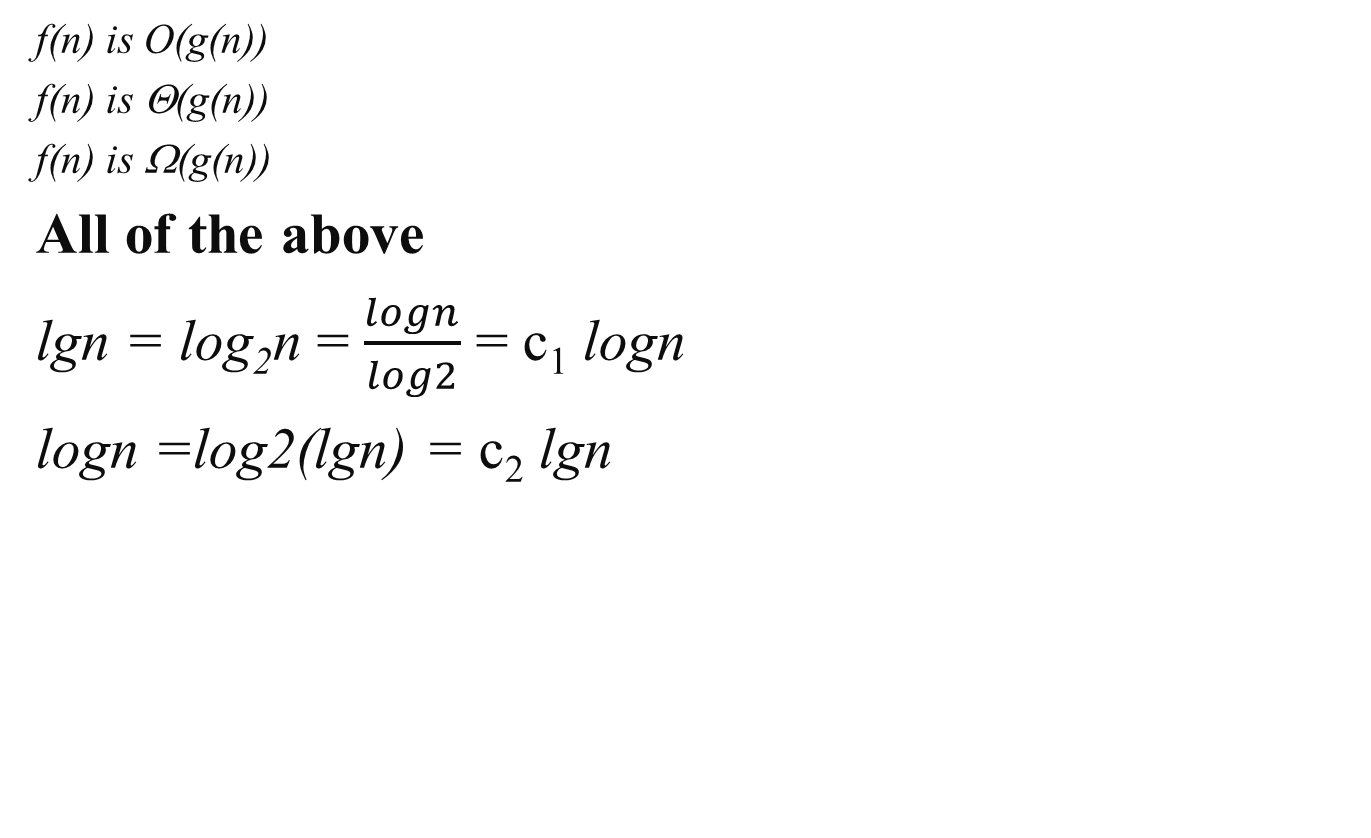 f(n) is O(g(n))
f(n) is Θ(g(n))
f(n) is Ω(g(n))
All of the above
lgn = log₂n = logn/log2 = c₁ logn
logn =log2(lgn) = c₂ lgn